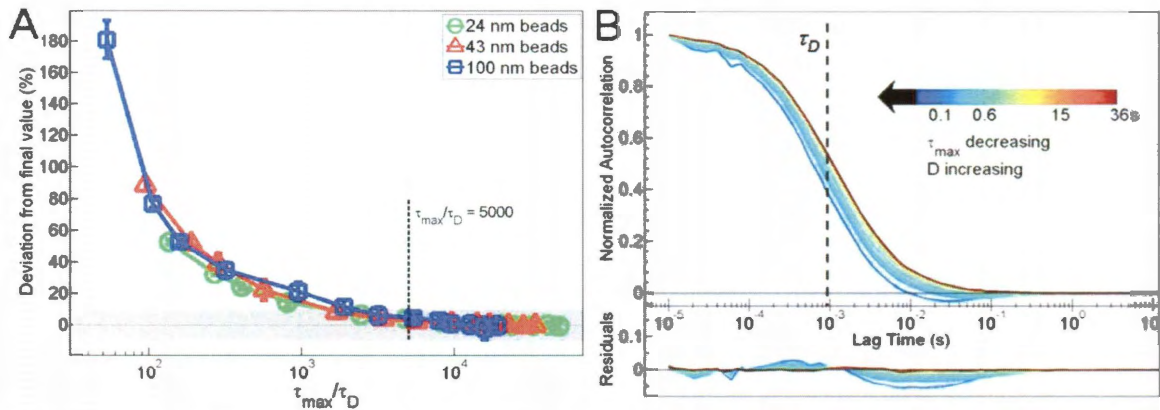 A
24 nm beads
43 nm beads
100 nm beads
Deviation from final value (%)
180
160
140
120
100
80
60
40
20
0
τmax/τD = 5000
10²
10³
10⁴
τmax/τD
B
τD
Normalized Autocorrelation
1
0.8
0.6
0.4
0.2
0
0.1 0.6 15 36s
τmax decreasing
D increasing
10⁻⁵ 10⁻⁴ 10⁻³ 10⁻² 10⁻¹ 10⁰ 10¹
Lag Time (s)
Residuals
0.1
0